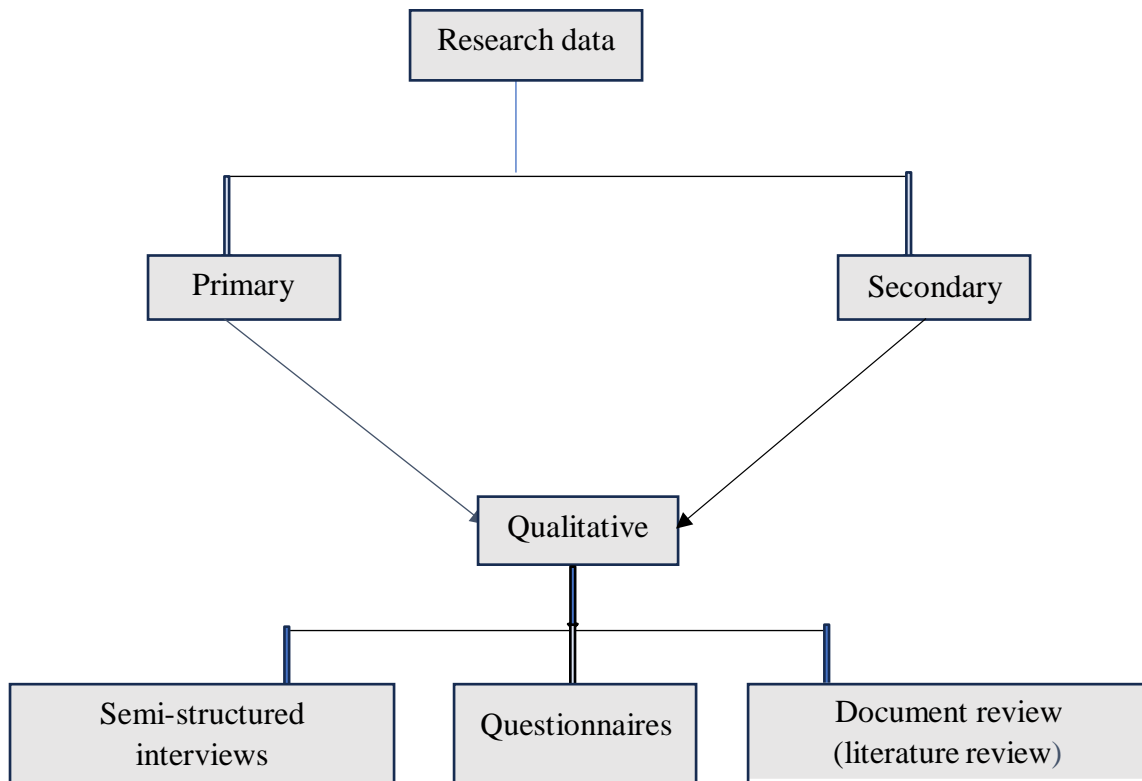 Research data
Primary
Secondary
Qualitative
Semi-structured
interviews
Questionnaires
Document review
(literature review)